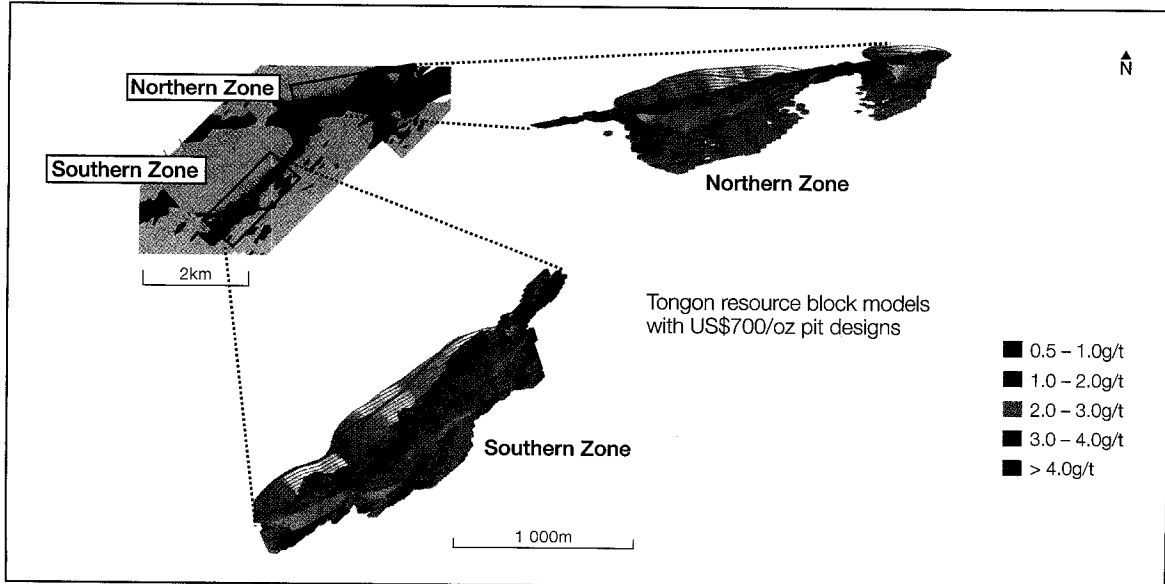 Northern Zone
N
Southern Zone
Northern Zone
2km
Tongon resource block models
with US$700/oz pit designs
0.5 – 1.0g/t
1.0 – 2.0g/t
2.0 – 3.0g/t
3.0 – 4.0g/t
> 4.0g/t
Southern Zone
1 000m